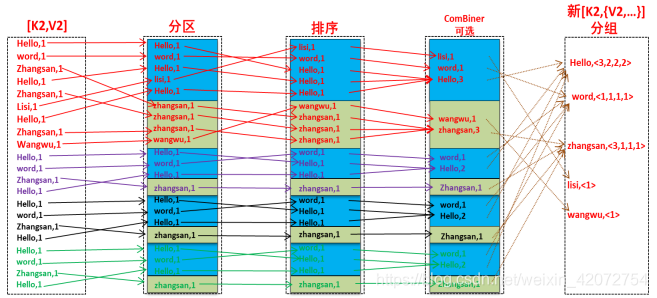 [K2,V2]
Hello,1
word,1
Zhangsan,1
Hello,1
Zhangsan,1
Lisi,1
Hello,1
Zhangsan,1
Wangwu,1
Hello,1
word,1
Zhangsan,1
Hello,1
Hello,1
word,1
Zhangsan,1
Hello,1
Hello,1
word,1
Zhangsan,1
Hello,1
分区
Hello,1
word,1
Hello,1
lisi,1
Hello,1
zhangsan,1
zhangsan,1
zhangsan,1
wangwu,1
Hello,1
word,1
Hello,1
zhangsan,1
Hello,1
word,1
Hello,1
zhangsan,1
Hello,1
word,1
Hello,1
zhangsan,1
排序
lisi,1
word,1
Hello,1
Hello,1
Hello,1
wangwu,1
zhangsan,1
zhangsan,1
zhangsan,1
word,1
Hello,1
Hello,1
zhangsan,1
word,1
Hello,1
Hello,1
zhangsan,1
word,1
Hello,1
Hello,1
zhangsan,1
ComBiner
可选
lisi,1
word,1
Hello,3
wangwu,1
zhangsan,3
word,1
Hello,2
Zhangsan,1
word,1
Hello,2
Zhangsan,1
word,1
Hello,2
zhangsan,1
新[K2,{V2,...}]
分组
Hello,<3,2,2,2>
word,<1,1,1,1>
zhangsan,<3,1,1,1>
lisi,<1>
wangwu,<1>
https://blog.csdn.net/weixin_42072754